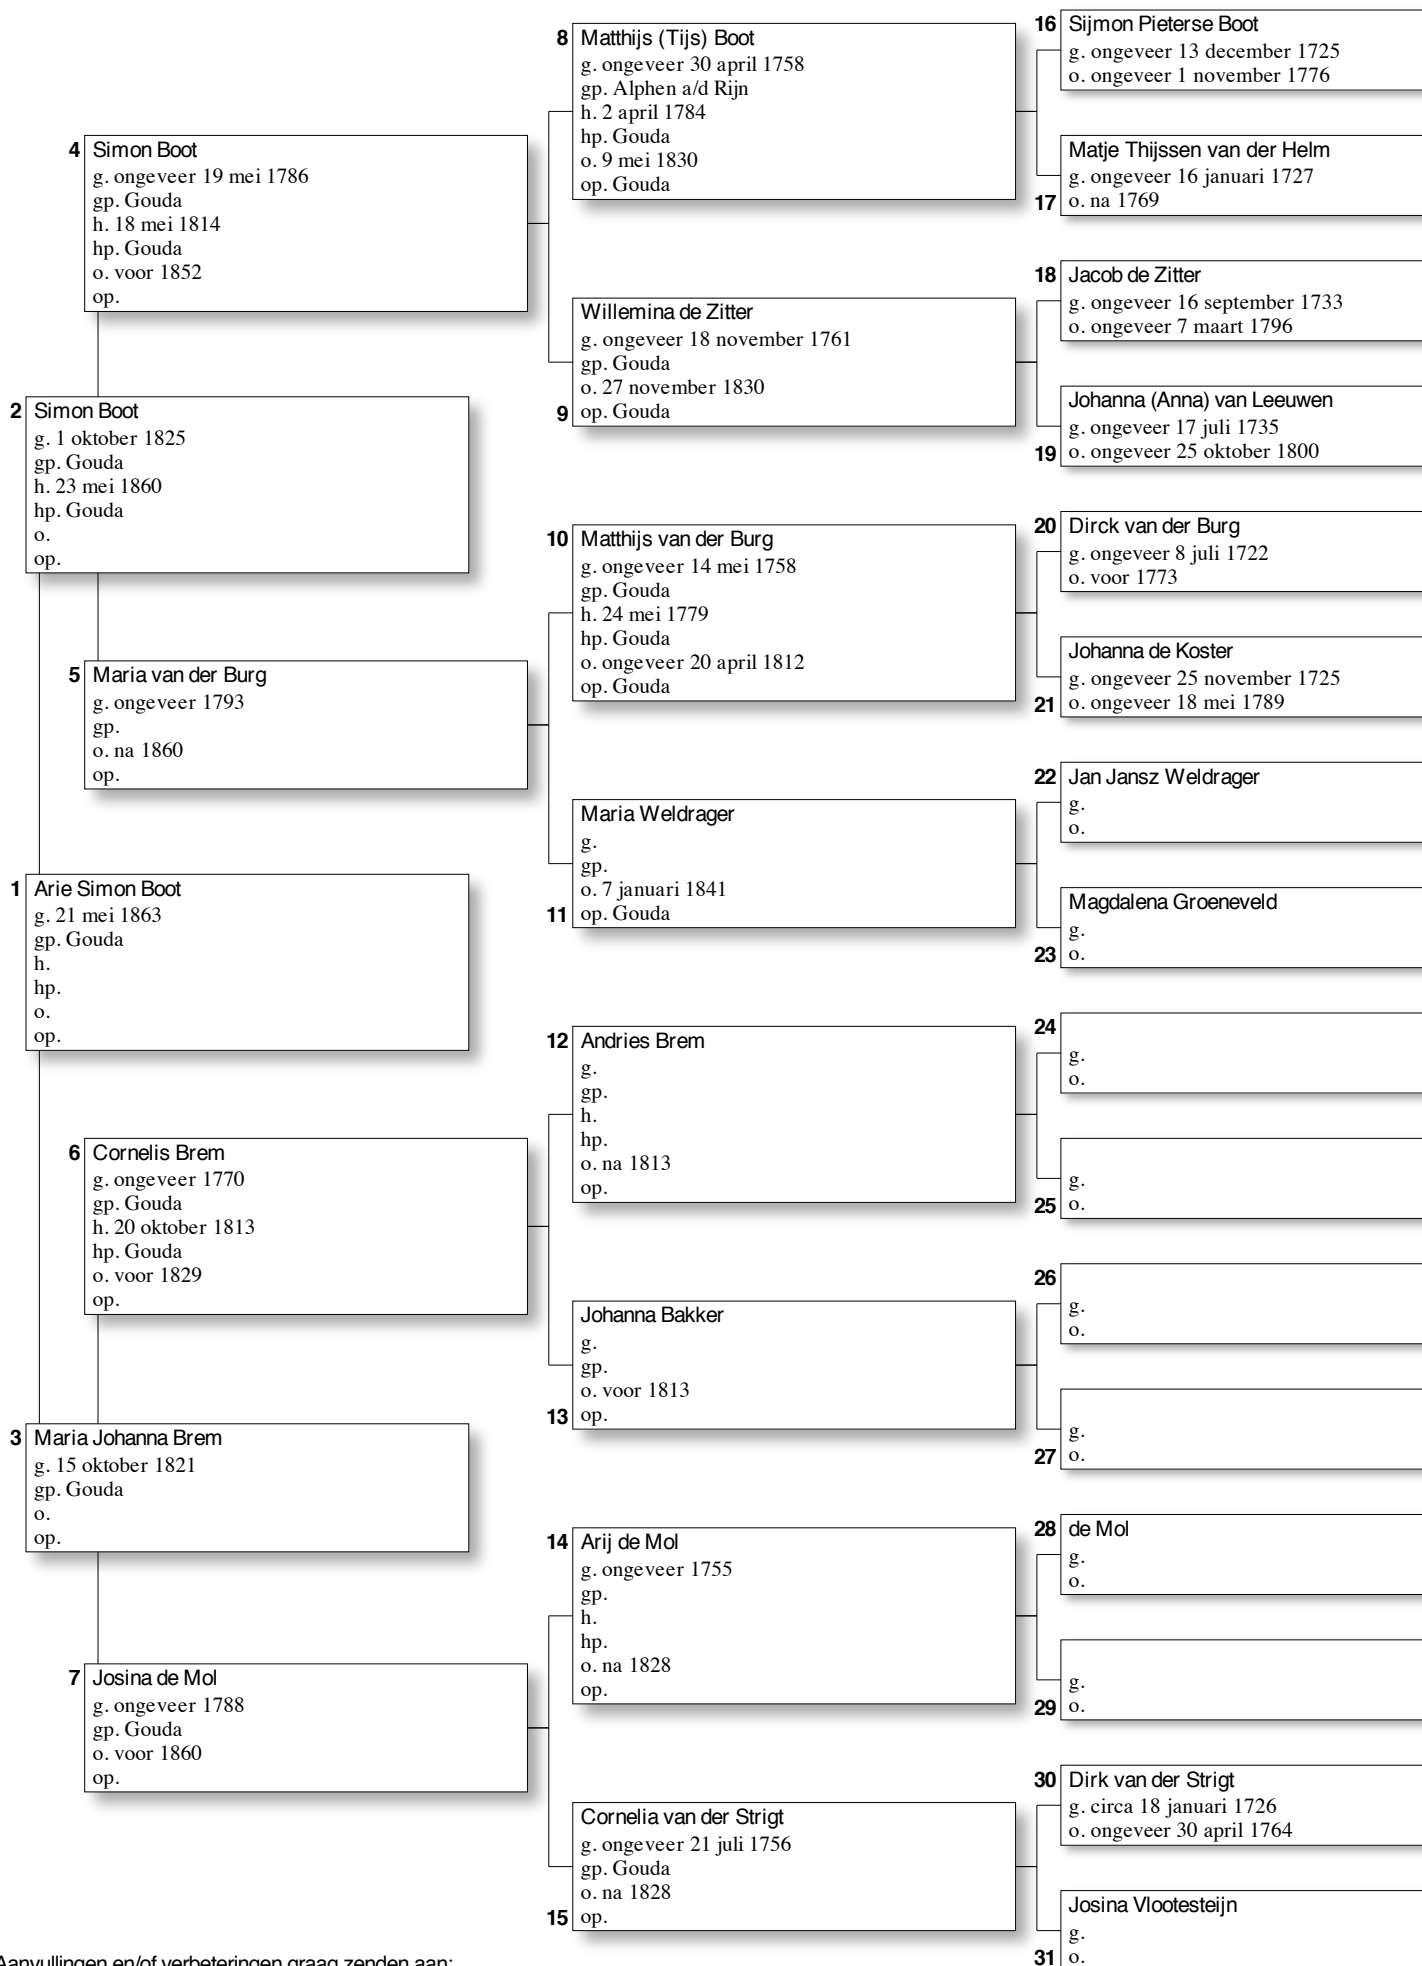 16 Sijmon Pieterse Boot
g. ongeveer 13 december 1725
o. ongeveer 1 november 1776
8 Matthijs (Tijs) Boot
g. ongeveer 30 april 1758
gp. Alphen a/d Rijn
h. 2 april 1784
hp. Gouda
o. 9 mei 1830
op. Gouda
Matje Thijssen van der Helm
g. ongeveer 16 januari 1727
17 o. na 1769
4 Simon Boot
g. ongeveer 19 mei 1786
gp. Gouda
h. 18 mei 1814
hp. Gouda
o. voor 1852
op.
18 Jacob de Zitter
g. ongeveer 16 september 1733
o. ongeveer 7 maart 1796
Willemina de Zitter
g. ongeveer 18 november 1761
gp. Gouda
o. 27 november 1830
9 op. Gouda
Johanna (Anna) van Leeuwen
g. ongeveer 17 juli 1735
19 o. ongeveer 25 oktober 1800
2 Simon Boot
g. 1 oktober 1825
gp. Gouda
h. 23 mei 1860
hp. Gouda
o.
op.
20 Dirck van der Burg
g. ongeveer 8 juli 1722
o. voor 1773
10 Matthijs van der Burg
g. ongeveer 14 mei 1758
gp. Gouda
h. 24 mei 1779
hp. Gouda
o. ongeveer 20 april 1812
op. Gouda
Johanna de Koster
g. ongeveer 25 november 1725
21 o. ongeveer 18 mei 1789
5 Maria van der Burg
g. ongeveer 1793
gp.
o. na 1860
op.
22 Jan Jansz Weldrager
g.
o.
Maria Weldrager
g.
gp.
o. 7 januari 1841
11 op. Gouda
Magdalena Groeneveld
g.
23 o.
1 Arie Simon Boot
g. 21 mei 1863
gp. Gouda
h.
hp.
o.
op.
24
g.
o.
12 Andries Brem
g.
gp.
h.
hp.
o. na 1813
op.
g.
25 o.
6 Cornelis Brem
g. ongeveer 1770
gp. Gouda
h. 20 oktober 1813
hp. Gouda
o. voor 1829
op.
26
g.
o.
Johanna Bakker
g.
gp.
o. voor 1813
13 op.
g.
27 o.
3 Maria Johanna Brem
g. 15 oktober 1821
gp. Gouda
o.
op.
28 de Mol
g.
o.
14 Arij de Mol
g. ongeveer 1755
gp.
h.
hp.
o. na 1828
op.
g.
29 o.
7 Josina de Mol
g. ongeveer 1788
gp. Gouda
o. voor 1860
op.
30 Dirk van der Strigt
g. circa 18 januari 1726
o. ongeveer 30 april 1764
Cornelia van der Strigt
g. ongeveer 21 juli 1756
gp. Gouda
o. na 1828
15 op.
Josina Vlootesteijn
g.
31 o.
Aanvullingen en/of verbeteringen graag zenden aan: